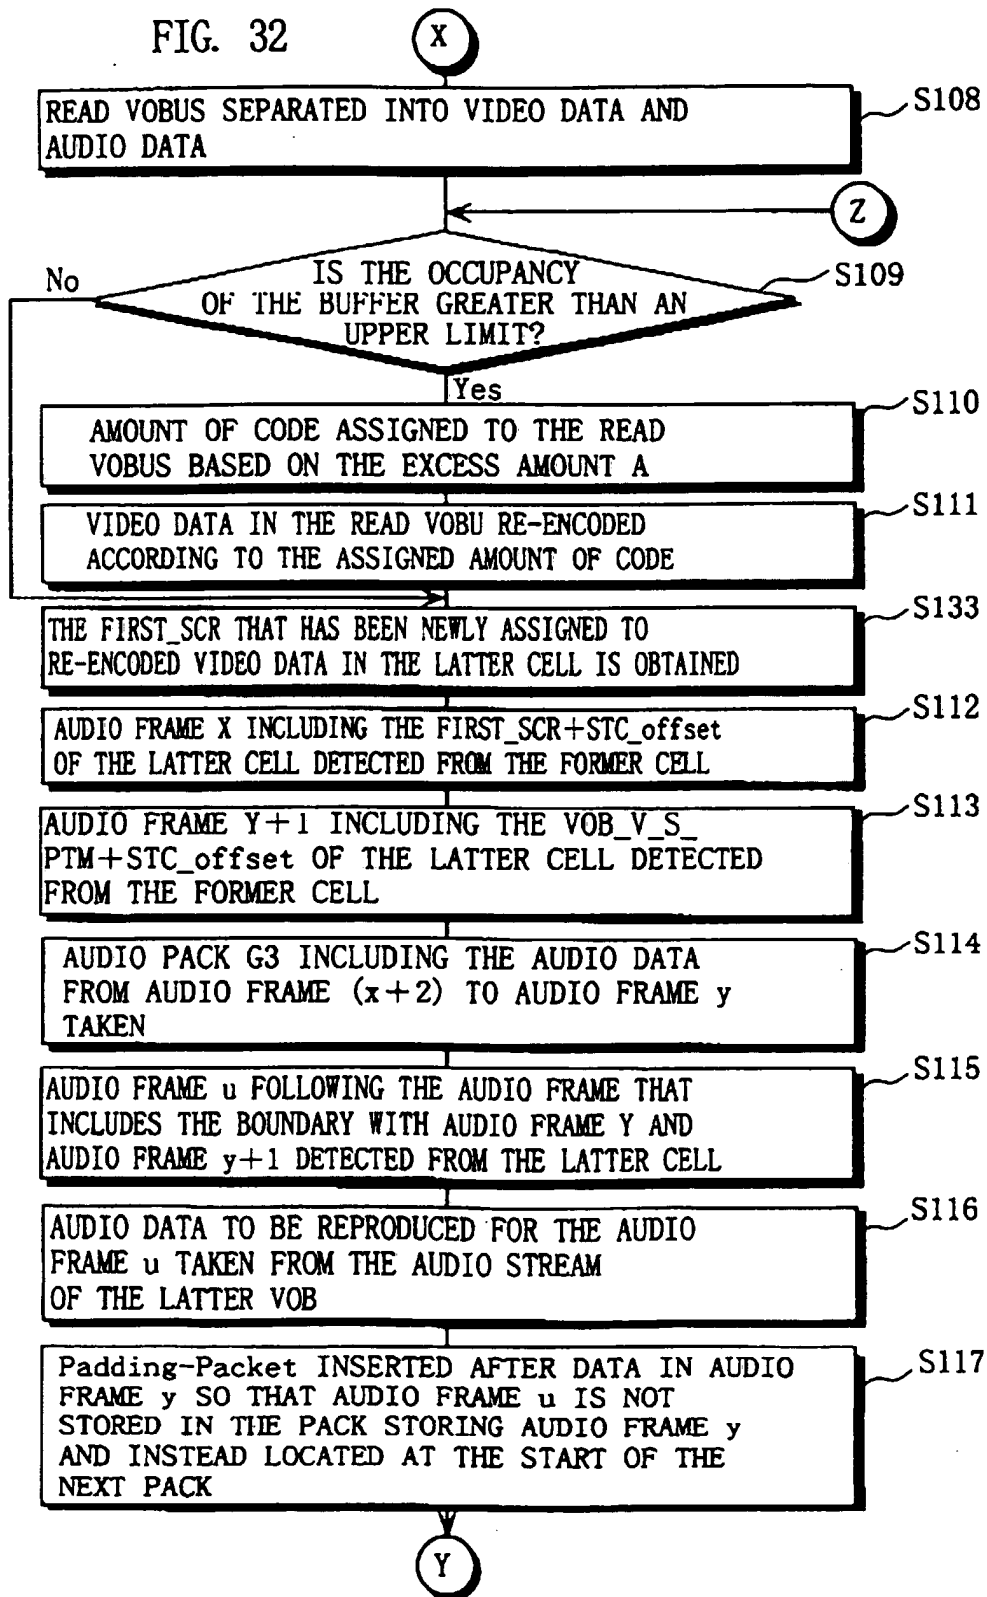 FIG. 32
X
READ VOBUS SEPARATED INTO VIDEO DATA AND
AUDIO DATA
S108
Z
No
IS THE OCCUPANCY
OF THE BUFFER GREATER THAN AN
UPPER LIMIT?
S109
Yes
AMOUNT OF CODE ASSIGNED TO THE READ
VOBUS BASED ON THE EXCESS AMOUNT A
S110
VIDEO DATA IN THE READ VOBU RE-ENCODED
ACCORDING TO THE ASSIGNED AMOUNT OF CODE
S111
THE FIRST_SCR THAT HAS BEEN NEWLY ASSIGNED TO
RE-ENCODED VIDEO DATA IN THE LATTER CELL IS OBTAINED
S133
AUDIO FRAME X INCLUDING THE FIRST_SCR+STC_offset
OF THE LATTER CELL DETECTED FROM THE FORMER CELL
S112
AUDIO FRAME Y+1 INCLUDING THE VOB_V_S_
PTM+STC_offset OF THE LATTER CELL DETECTED
FROM THE FORMER CELL
S113
AUDIO PACK G3 INCLUDING THE AUDIO DATA
FROM AUDIO FRAME (x+2) TO AUDIO FRAME y
TAKEN
S114
AUDIO FRAME u FOLLOWING THE AUDIO FRAME THAT
INCLUDES THE BOUNDARY WITH AUDIO FRAME Y AND
AUDIO FRAME y+1 DETECTED FROM THE LATTER CELL
S115
AUDIO DATA TO BE REPRODUCED FOR THE AUDIO
FRAME u TAKEN FROM THE AUDIO STREAM
OF THE LATTER VOB
S116
Padding-Packet INSERTED AFTER DATA IN AUDIO
FRAME y SO THAT AUDIO FRAME u IS NOT
STORED IN THE PACK STORING AUDIO FRAME y
AND INSTEAD LOCATED AT THE START OF THE
NEXT PACK
S117
Y